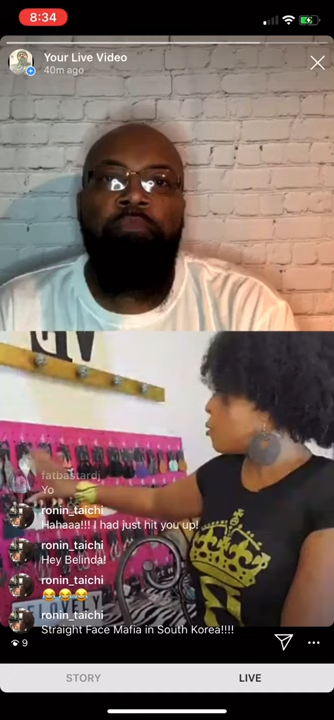 8:34
Your Live Video
40m ago
fatbastardj
Yo
ronin_taichi
Hahaaa!!! I had just hit you up!
ronin_taichi
Hey Belinda!
ronin_taichi
😂😂😂
ronin_taichi
Straight Face Mafia in South Korea!!!!
9
STORY
LIVE